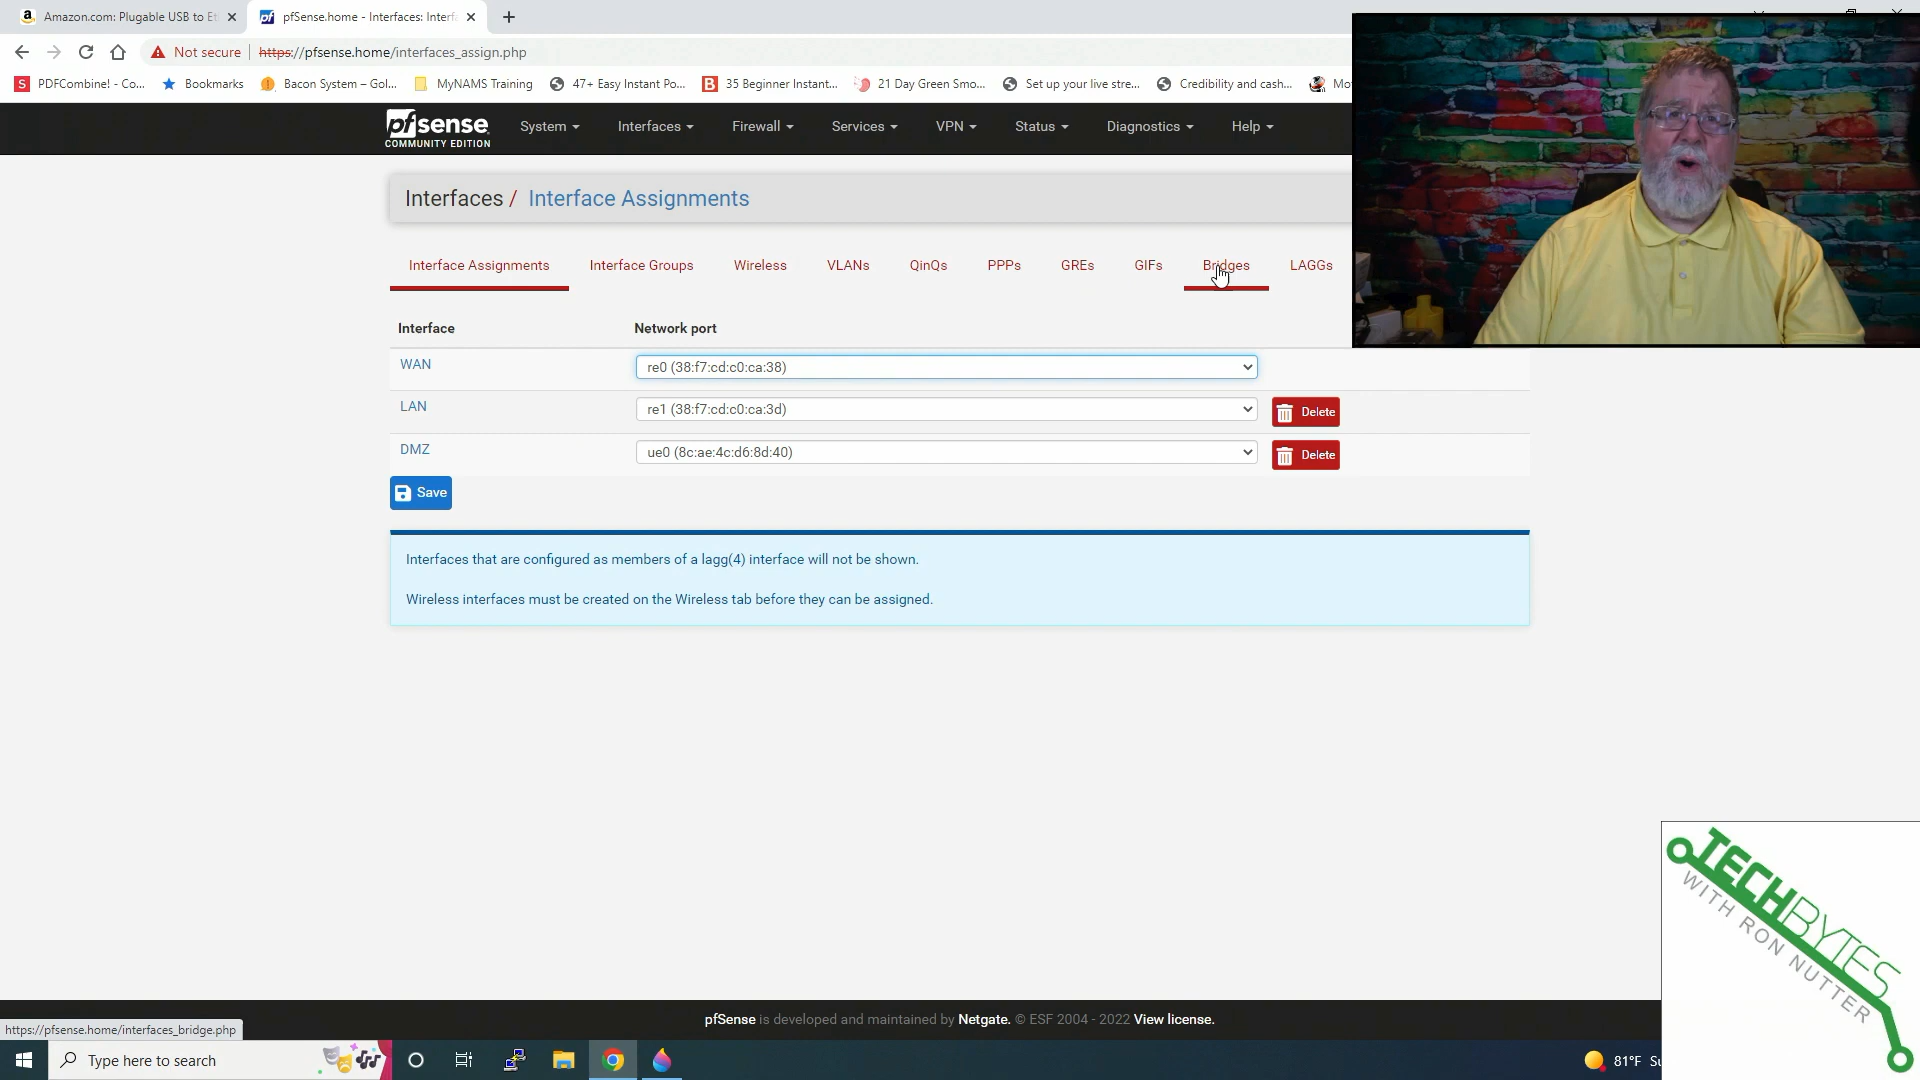 Amazon.com: Plugable USB to Et
pfSense.home - Interfaces: Interfa
Not secure
https://pfsense.home/interfaces_assign.php
PDFCombine! - Co...
Bookmarks
Bacon System – Gol...
MyNAMS Training
47+ Easy Instant Po...
35 Beginner Instant...
21 Day Green Smo...
Set up your live stre...
Credibility and cash...
Mo
pfsense
COMMUNITY EDITION
System
Interfaces
Firewall
Services
VPN
Status
Diagnostics
Help
Interfaces / Interface Assignments
Interface Assignments
Interface Groups
Wireless
VLANs
QinQs
PPPs
GREs
GIFs
Bridges
LAGGs
Interface
Network port
WAN
re0 (38:f7:cd:c0:ca:38)
LAN
re1 (38:f7:cd:c0:ca:3d)
Delete
DMZ
ue0 (8c:ae:4c:d6:8d:40)
Delete
Save
Interfaces that are configured as members of a lagg(4) interface will not be shown.
Wireless interfaces must be created on the Wireless tab before they can be assigned.
TECHBYTES
WITH RON NUTTER
pfSense is developed and maintained by Netgate. © ESF 2004 - 2022 View license.
https://pfsense.home/interfaces_bridge.php
Type here to search
81°F Su